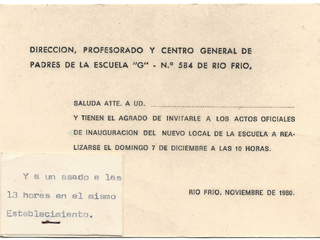 DIRECCION, PROFESORADO Y CENTRO GENERAL DE
PADRES DE LA ESCUELA "G" - N.º 584 DE RIO FRIO,
SALUDA ATTE. A UD.
Y TIENEN EL AGRADO DE INVITARLE A LOS ACTOS OFICIALES
DE INAUGURACION DEL NUEVO LOCAL DE LA ESCUELA A REA-
LIZARSE EL DOMINGO 7 DE DICIEMBRE A LAS 10 HORAS.
Y a un asado a las
13 horas en el mismo
Establecimiento.
RIO FRIO, NOVIEMBRE DE 1980.